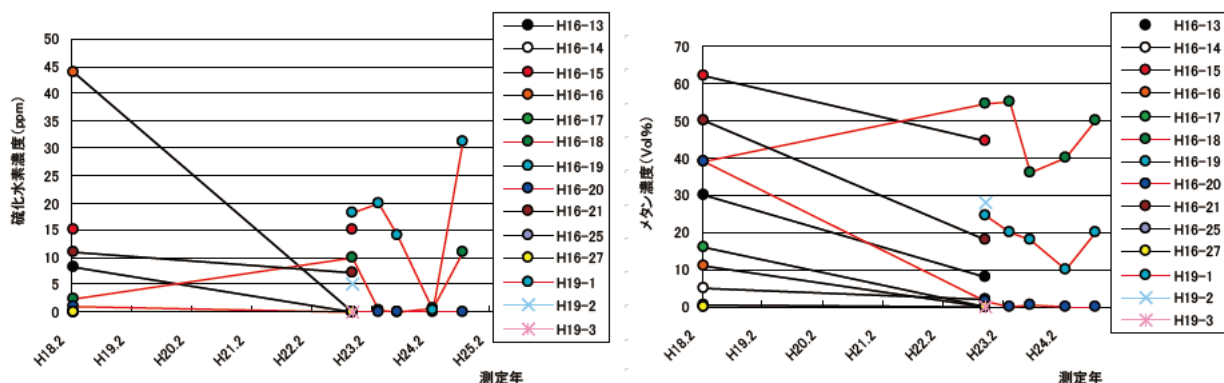 硫化水素濃度(ppm)
50
45
40
35
30
25
20
15
10
5
0
H18.2
H19.2
H20.2
H21.2
H22.2
H23.2
H24.2
H25.2
測定年
H16-13
H16-14
H16-15
H16-16
H16-17
H16-18
H16-19
H16-20
H16-21
H16-25
H16-27
H19-1
H19-2
H19-3
メタン濃度(Vol%)
70
60
50
40
30
20
10
0
H18.2
H19.2
H20.2
H21.2
H22.2
H23.2
H24.2
測定年
H16-13
H16-14
H16-15
H16-16
H16-17
H16-18
H16-19
H16-20
H16-21
H16-25
H16-27
H19-1
H19-2
H19-3